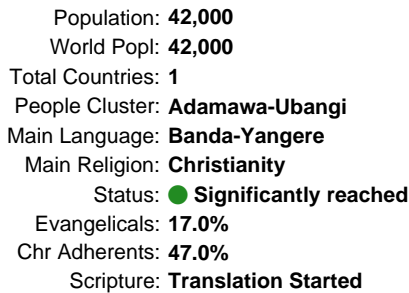 Population: 42,000
World Popl: 42,000
Total Countries: 1
People Cluster: Adamawa-Ubangi
Main Language: Banda-Yangere
Main Religion: Christianity
Status: Significantly reached
Evangelicals: 17.0%
Chr Adherents: 47.0%
Scripture: Translation Started